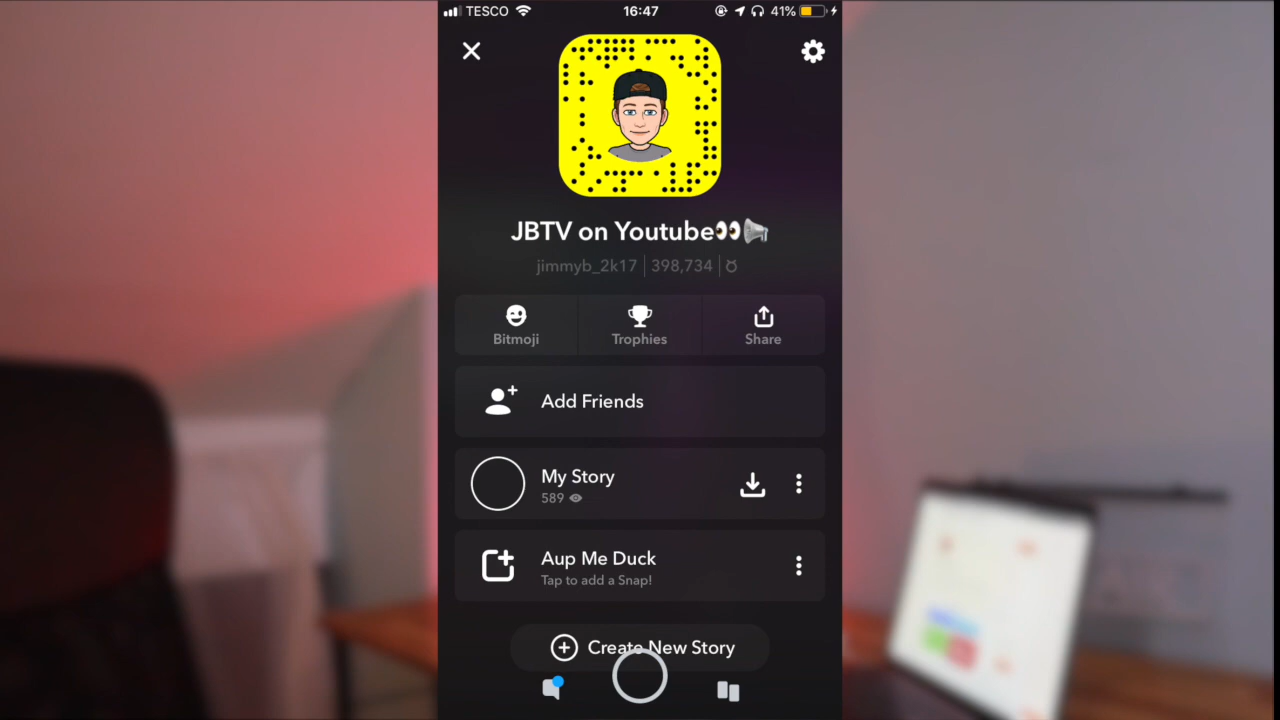 TESCO 16:47 41%
JBTV on Youtube👀📢
jimmyb_2k17 | 398,734 | ♉
Bitmoji Trophies Share
Add Friends
My Story
589
Aup Me Duck
Tap to add a Snap!
Create New Story